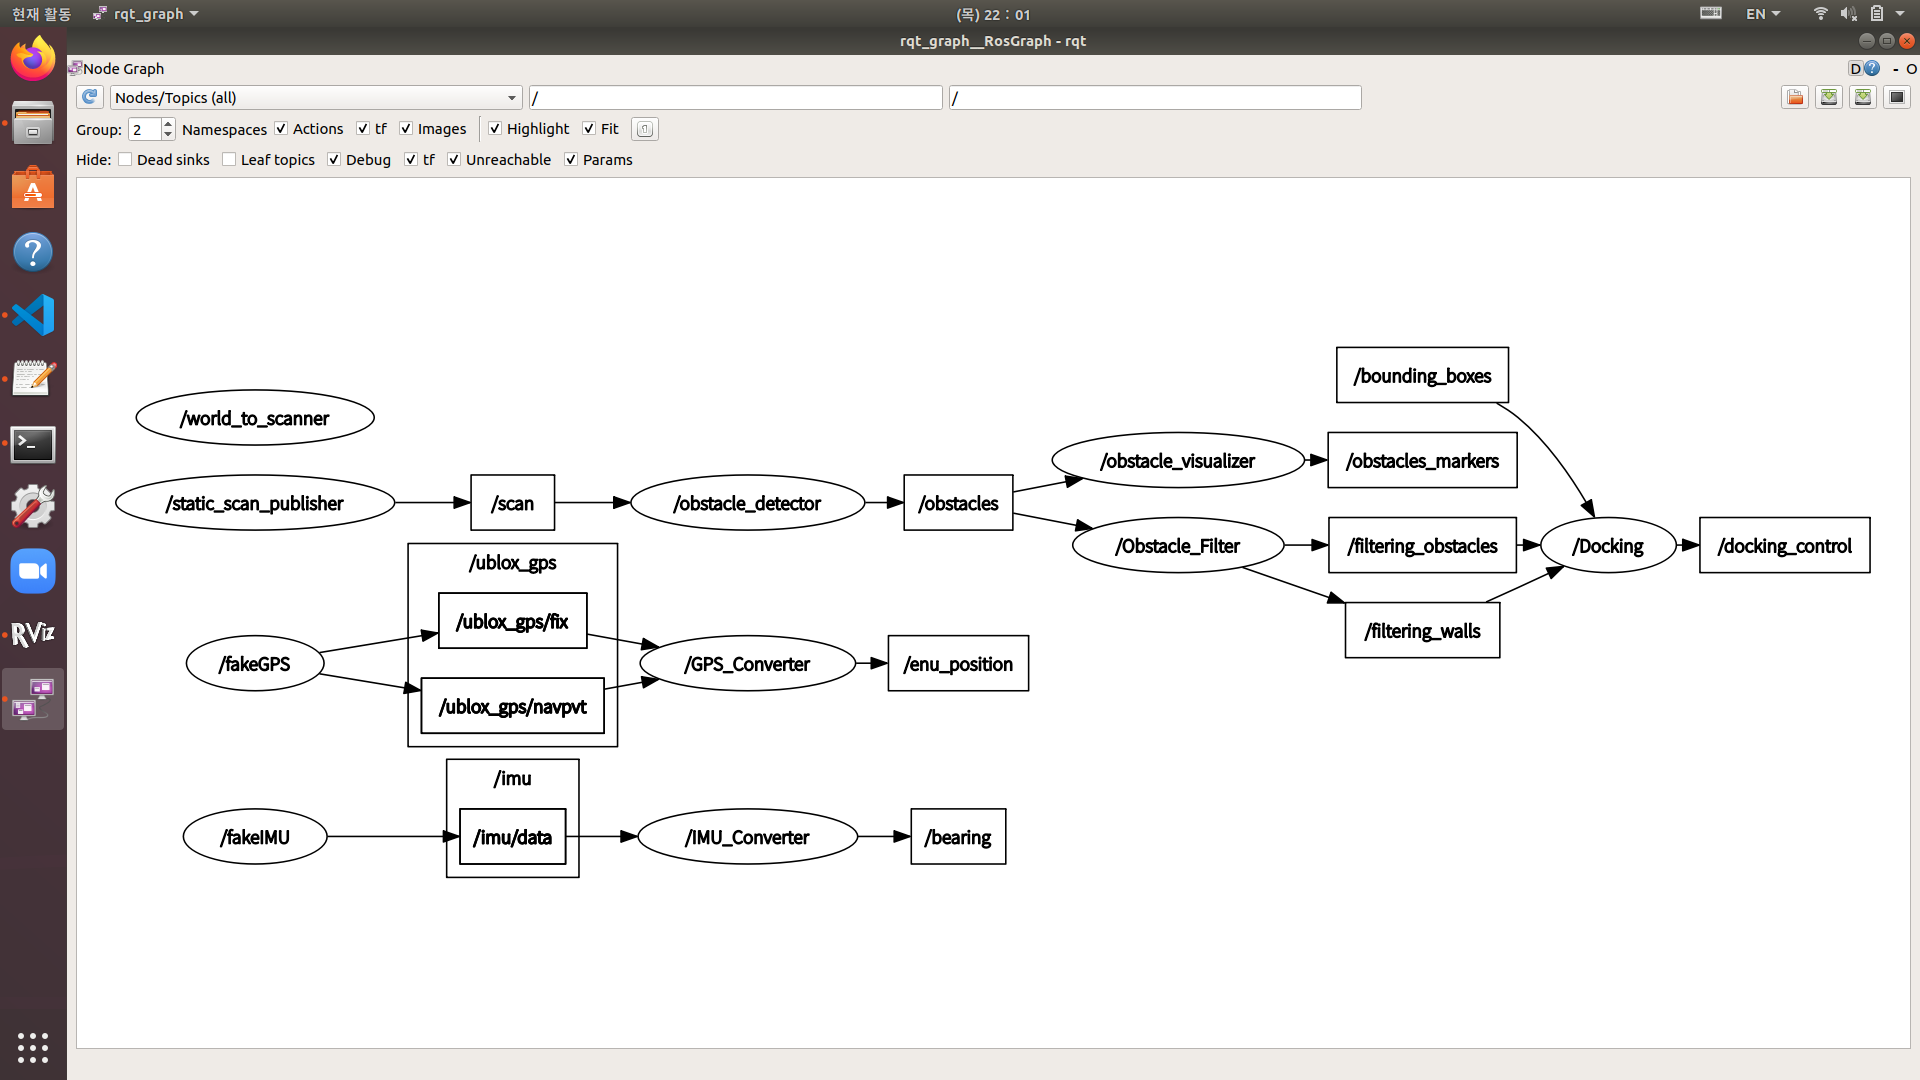 현재 활동
rqt_graph
(목) 22 : 01
EN
rqt_graph__RosGraph - rqt
Node Graph
D
?
- O
Nodes/Topics (all)
/
/
Group: 2 Namespaces Actions tf Images Highlight Fit
Hide: Dead sinks Leaf topics Debug tf Unreachable Params
/bounding_boxes
/world_to_scanner
/obstacle_visualizer
/obstacles_markers
/static_scan_publisher
/scan
/obstacle_detector
/obstacles
/Obstacle_Filter
/filtering_obstacles
/Docking
/docking_control
/ublox_gps
/ublox_gps/fix
/filtering_walls
/fakeGPS
/GPS_Converter
/enu_position
/ublox_gps/navpvt
/imu
/fakeIMU
/imu/data
/IMU_Converter
/bearing
A
?
>_
RViz